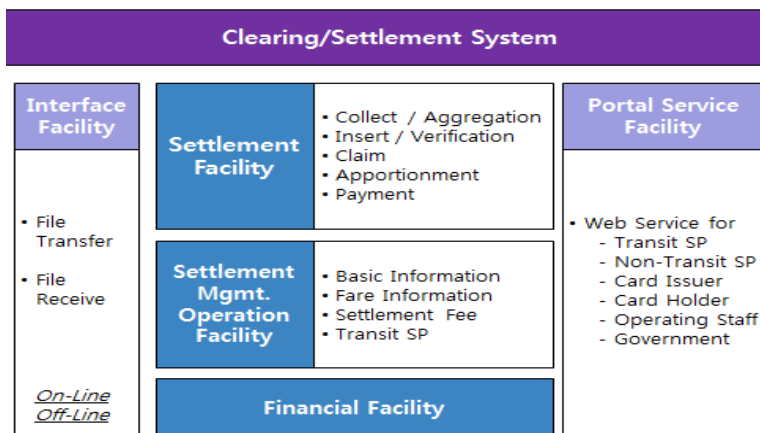 Clearing/Settlement System
Interface
Facility
• File
Transfer
• File
Receive
On-Line
Off-Line
Settlement
Facility
• Collect / Aggregation
• Insert / Verification
• Claim
• Apportionment
• Payment
Settlement
Mgmt.
Operation
Facility
• Basic Information
• Fare Information
• Settlement Fee
• Transit SP
Financial Facility
Portal Service
Facility
• Web Service for
- Transit SP
- Non-Transit SP
- Card Issuer
- Card Holder
- Operating Staff
- Government